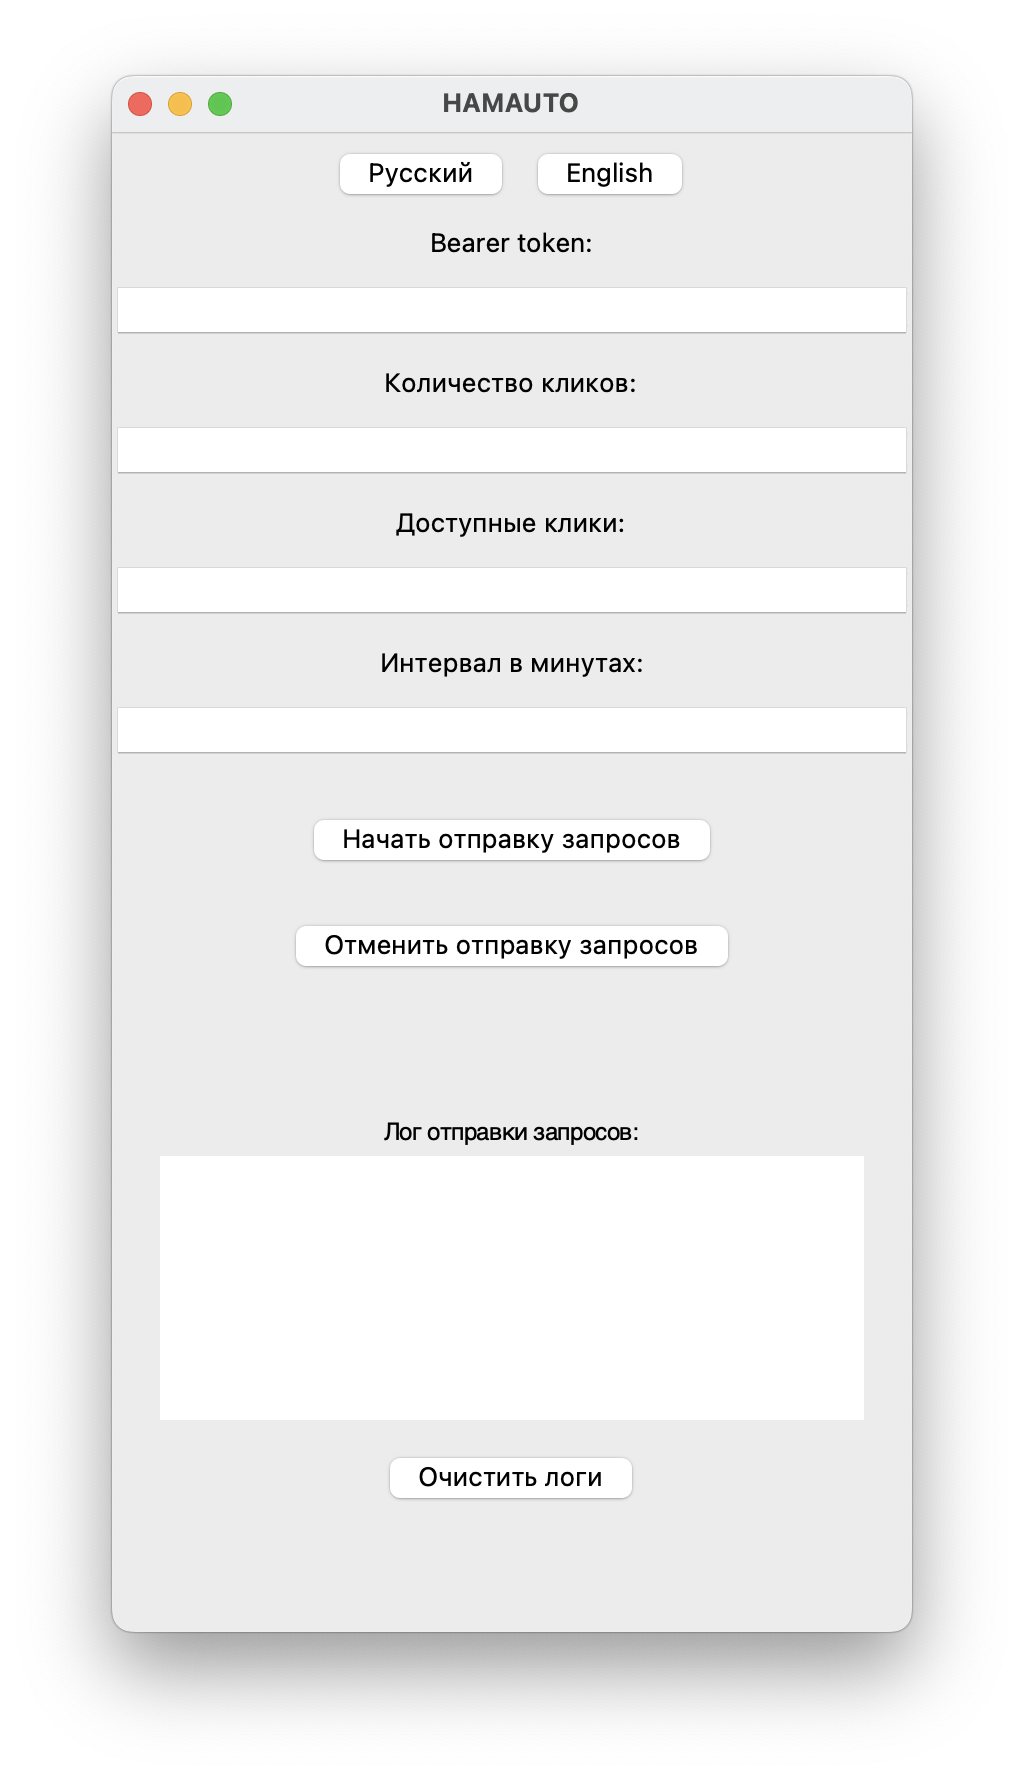 HAMAUTO
Русский English
Bearer token:
Количество кликов:
Доступные клики:
Интервал в минутах:
Начать отправку запросов
Отменить отправку запросов
Лог отправки запросов:
Очистить логи